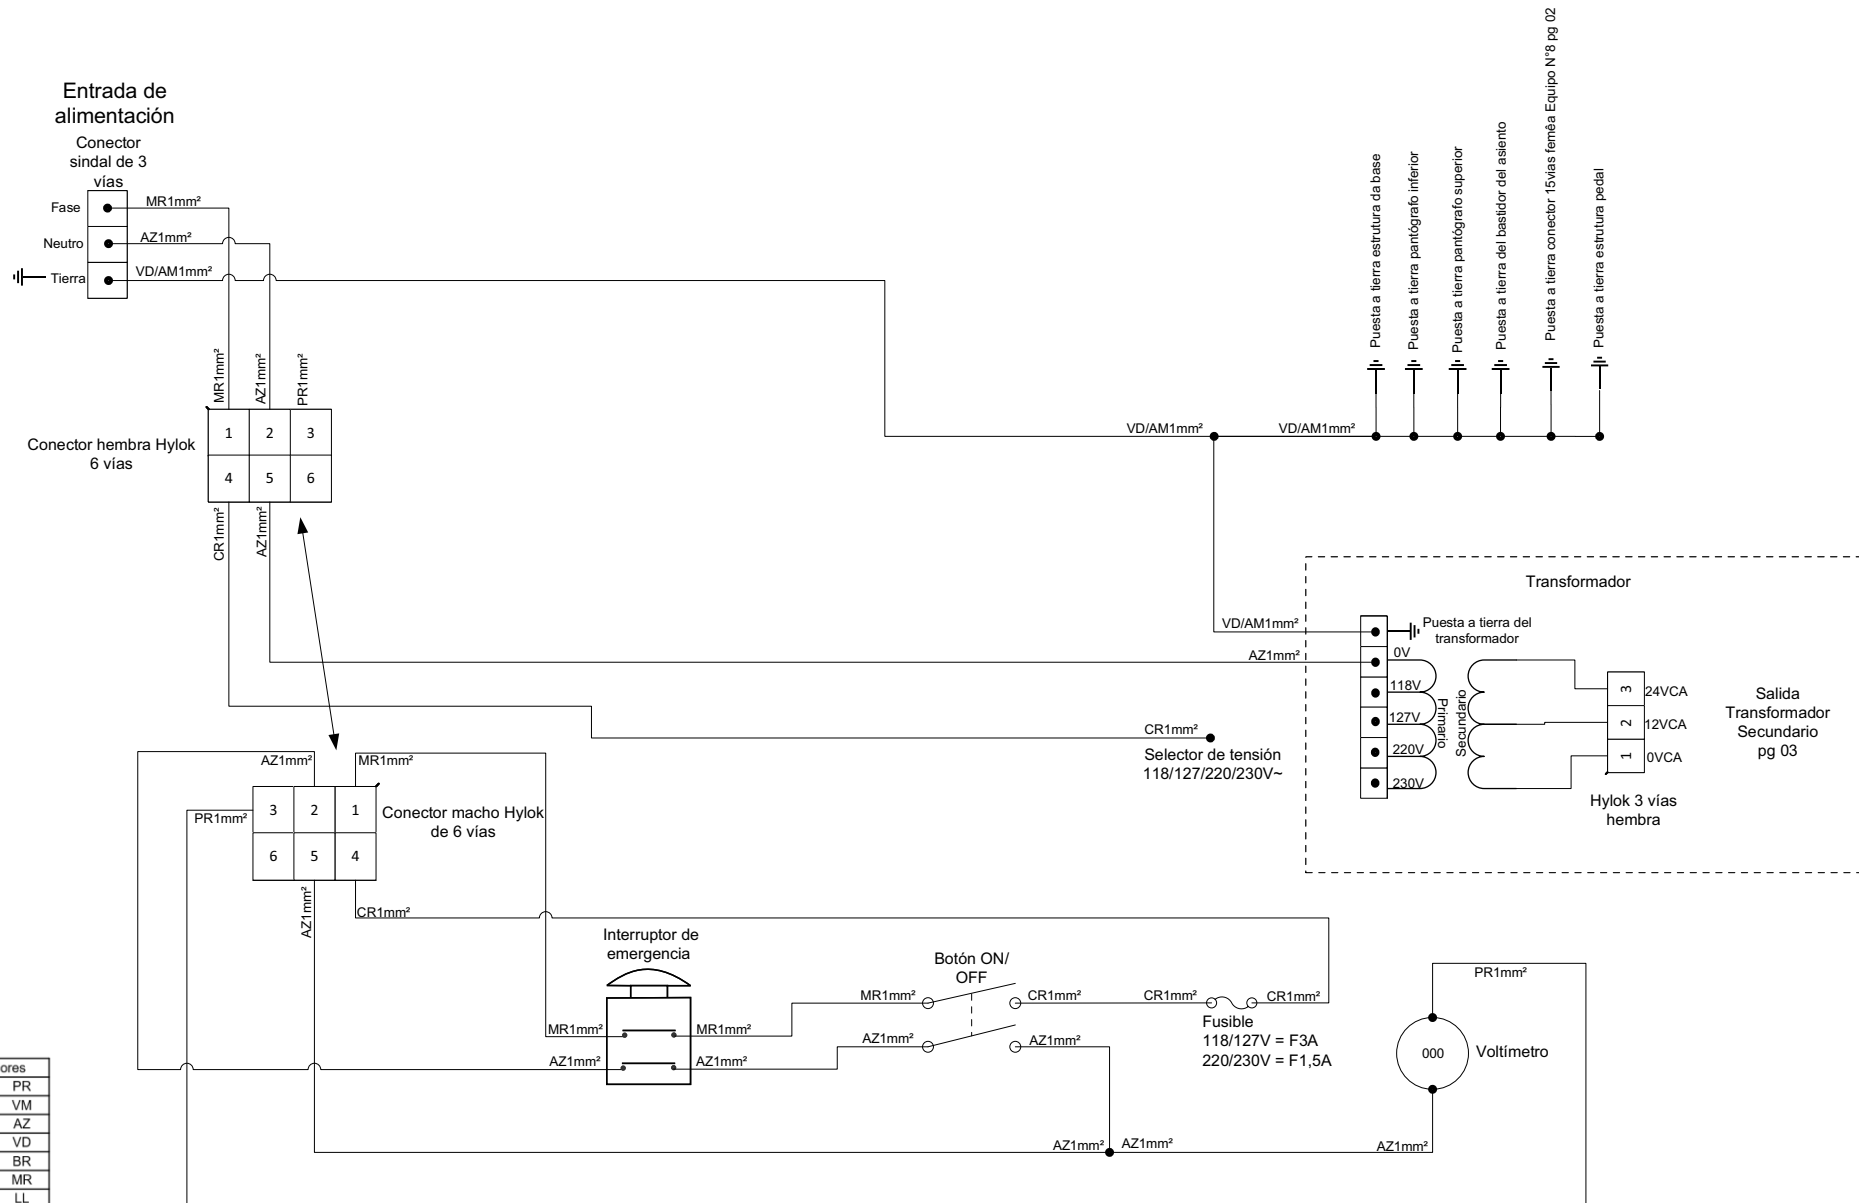 Entrada de
alimentación
Conector
sindal de 3
vías
Fase
MR1mm²
Neutro
AZ1mm²
Tierra
VD/AM1mm²
MR1mm²
AZ1mm²
PR1mm²
1
2
3
Conector hembra Hylok
6 vías
4
5
6
CR1mm²
AZ1mm²
Puesta a tierra estrutura da base
Puesta a tierra pantógrafo inferior
Puesta a tierra pantógrafo superior
Puesta a tierra del bastidor del asiento
Puesta a tierra conector 15vias femêa Equipo N°8 pg 02
Puesta a tierra estrutura pedal
VD/AM1mm²
VD/AM1mm²
Transformador
VD/AM1mm²
Puesta a tierra del
transformador
AZ1mm²
0V
118V
127V
220V
230V
Primario
Secundario
3
24VCA
2
12VCA
1
0VCA
Salida
Transformador
Secundario
pg 03
Hylok 3 vías
hembra
CR1mm²
Selector de tensión
118/127/220/230V~
AZ1mm²
MR1mm²
PR1mm²
3
2
1
Conector macho Hylok
de 6 vías
6
5
4
AZ1mm²
CR1mm²
Interruptor de
emergencia
MR1mm²
MR1mm²
AZ1mm²
AZ1mm²
Botón ON/
OFF
MR1mm²
CR1mm²
CR1mm²
CR1mm²
AZ1mm²
AZ1mm²
Fusible
118/127V = F3A
220/230V = F1,5A
PR1mm²
000
Voltímetro
AZ1mm²
AZ1mm²
AZ1mm²
ores
PR
VM
AZ
VD
BR
MR
LL